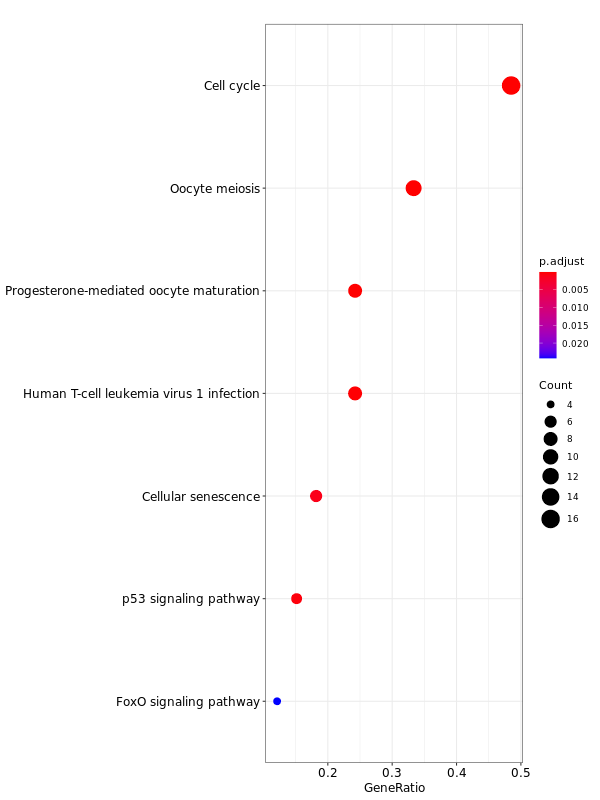 Cell cycle
Oocyte meiosis
Progesterone-mediated oocyte maturation
Human T-cell leukemia virus 1 infection
Cellular senescence
p53 signaling pathway
FoxO signaling pathway
0.2 0.3 0.4 0.5
GeneRatio
p.adjust
0.005
0.010
0.015
0.020
Count
4
6
8
10
12
14
16